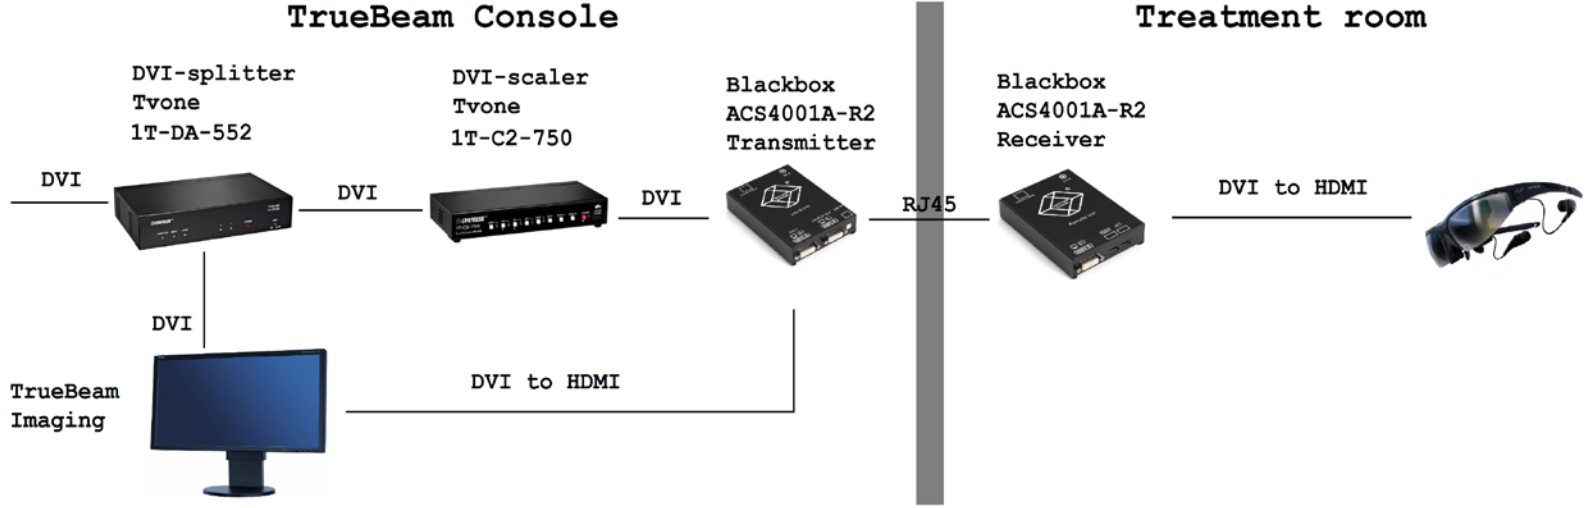 TrueBeam Console
Treatment room
DVI-splitter
Tvone
1T-DA-552
DVI-scaler
Tvone
1T-C2-750
Blackbox
ACS4001A-R2
Transmitter
Blackbox
ACS4001A-R2
Receiver
DVI
DVI
DVI
RJ45
DVI to HDMI
DVI
TrueBeam
Imaging
DVI to HDMI